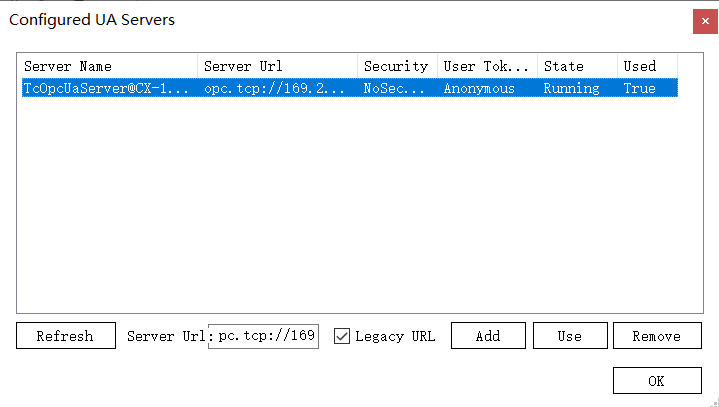 Configured UA Servers
Server Name Server Url Security User Tok... State Used
TcOpcUaServer@CX-1... opc.tcp://169.2... NoSec... Anonymous Running True
Refresh Server Url: pc.tcp://169 Legacy URL Add Use Remove
OK